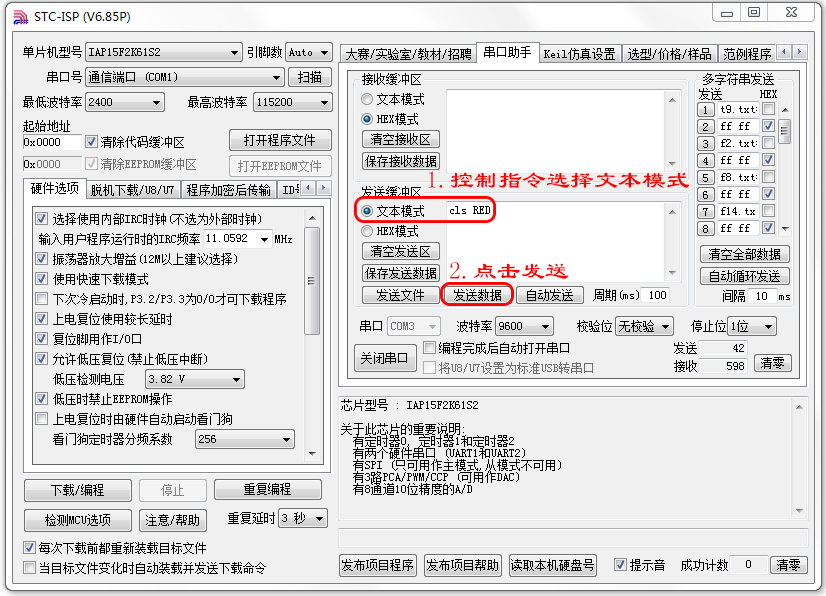 STC-ISP (V6.85P)
单片机型号 IAP15F2K61S2 引脚数 Auto
串口号 通信端口 (COM1) 扫描
最低波特率 2400 最高波特率 115200
起始地址
0x0000 清除代码缓冲区 打开程序文件
0x0000 清除EEPROM缓冲区 打开EEPROM文件
硬件选项 脱机下载/U8/U7 程序加密后传输 ID
选择使用内部IRC时钟(不选为外部时钟)
输入用户程序运行时的IRC频率 11.0592 MHz
振荡器放大增益(12M以上建议选择)
使用快速下载模式
下次冷启动时,P3.2/P3.3为0/0才可下载程序
上电复位使用较长延时
复位脚用作I/O口
允许低压复位(禁止低压中断)
低压检测电压 3.82 V
低压时禁止EEPROM操作
上电复位时由硬件自动启动看门狗
看门狗定时器分频系数 256
下载/编程 停止 重复编程
检测MCU选项 注意/帮助 重复延时 3 秒
每次下载前都重新装载目标文件
当目标文件变化时自动装载并发送下载命令
大赛/实验室/教材/招聘 串口助手 Keil仿真设置 选型/价格/样品 范例程序
接收缓冲区
文本模式
HEX模式
清空接收区
保存接收数据
1.控制指令选择文本模式
发送缓冲区
文本模式 cls RED
HEX模式
清空发送区
保存发送数据
2.点击发送
发送文件 发送数据 自动发送 周期(ms) 100
多字符串发送
发送 HEX
1 t9.txt:
2 ff ff
3 f2.txt:
4 ff ff
5 f8.txt:
6 ff ff
7 f14.tx
8 ff ff
清空全部数据
自动循环发送
间隔 10 ms
串口 COM3 波特率 9600 校验位 无校验 停止位 1位
关闭串口 编程完成后自动打开串口 发送 42
将U8/U7设置为标准USB转串口 接收 598 清零
芯片型号 : IAP15F2K61S2
关于此芯片的重要说明:
有定时器0, 定时器1和定时器2
有两个硬件串口 (UART1和UART2)
有SPI (只可用作主模式,从模式不可用)
有3路PCA/PWM/CCP (可用作DAC)
有8通道10位精度的A/D
发布项目程序 发布项目帮助 读取本机硬盘号 提示音 成功计数 0 清零